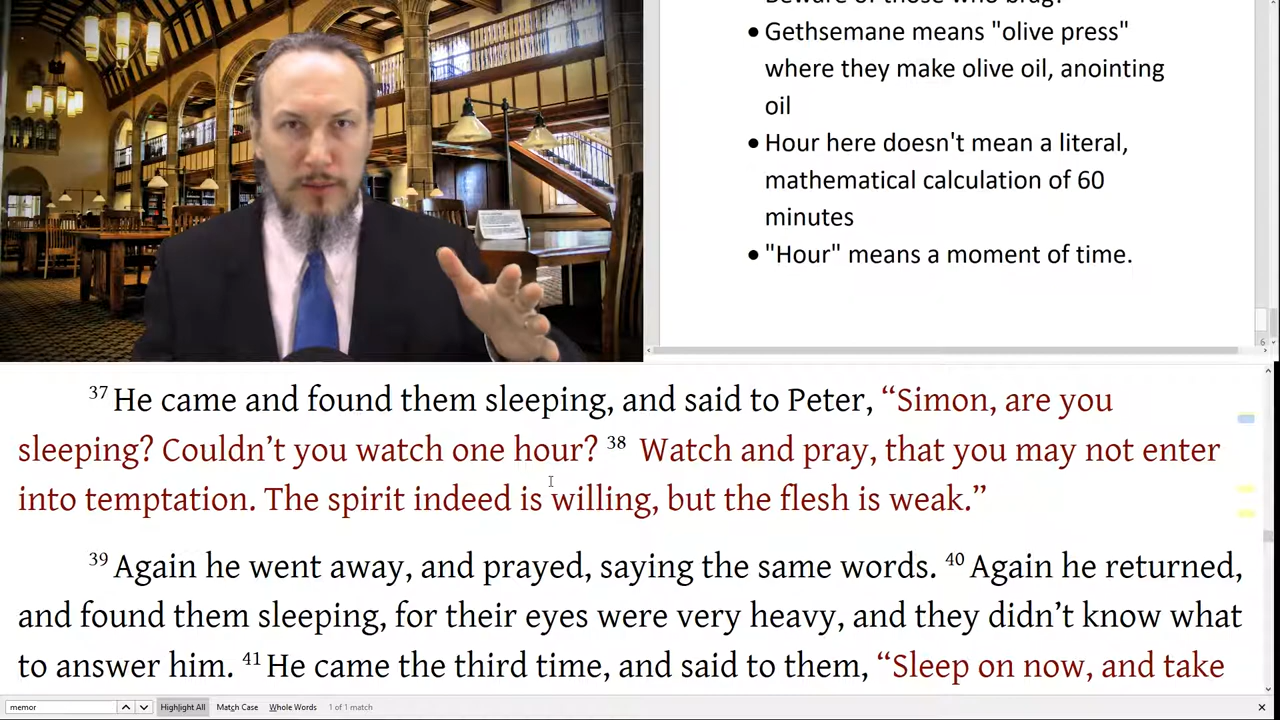 Beware of those who brag!
• Gethsemane means "olive press"
where they make olive oil, anointing
oil
• Hour here doesn't mean a literal,
mathematical calculation of 60
minutes
• "Hour" means a moment of time.
6
37 He came and found them sleeping, and said to Peter, “Simon, are you
sleeping? Couldn’t you watch one hour? 38 Watch and pray, that you may not enter
into temptation. The spirit indeed is willing, but the flesh is weak.”
39 Again he went away, and prayed, saying the same words. 40 Again he returned,
and found them sleeping, for their eyes were very heavy, and they didn’t know what
to answer him. 41 He came the third time, and said to them, “Sleep on now, and take
memor
Highlight All Match Case Whole Words 1 of 1 match